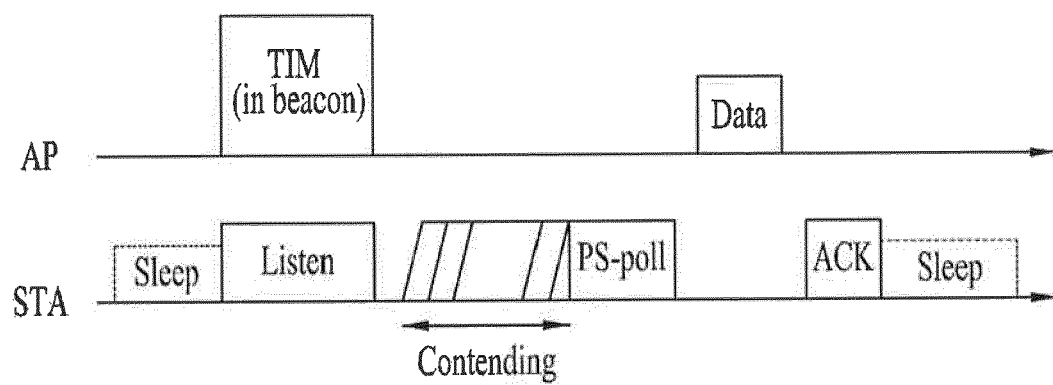 TIM
(in beacon)
Data
AP
Sleep
Listen
PS-poll
ACK
Sleep
STA
Contending